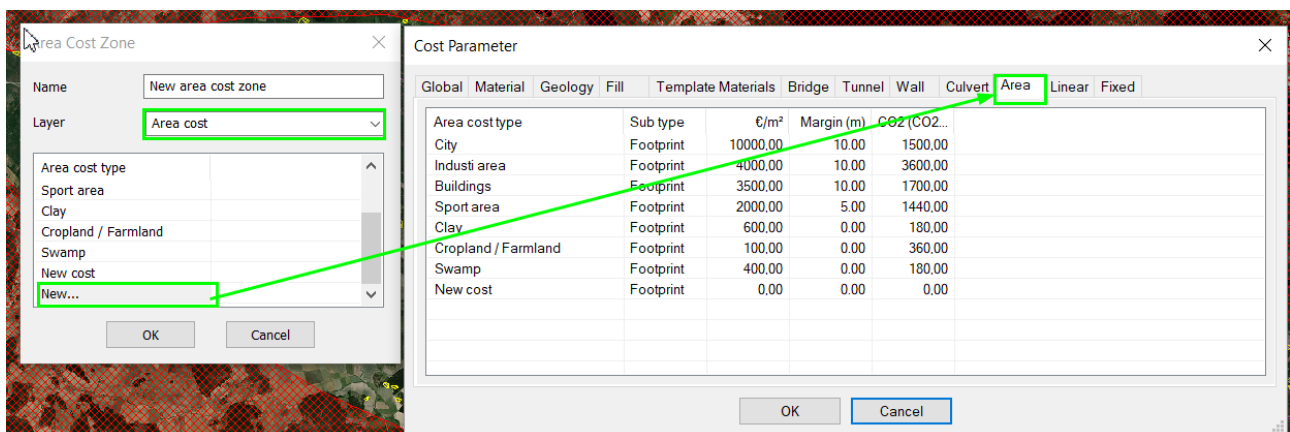 Area Cost Zone
Name New area cost zone
Layer Area cost
Area cost type
Sport area
Clay
Cropland / Farmland
Swamp
New cost
New...
OK Cancel
Cost Parameter
Global Material Geology Fill Template Materials Bridge Tunnel Wall Culvert Area Linear Fixed
Area cost type Sub type €/m² Margin (m) CO2 (CO2...
City Footprint 10000,00 10.00 1500,00
Industi area Footprint 4000,00 10.00 3600,00
Buildings Footprint 3500,00 10.00 1700,00
Sport area Footprint 2000,00 5.00 1440,00
Clay Footprint 600,00 0.00 180,00
Cropland / Farmland Footprint 100,00 0.00 360,00
Swamp Footprint 400,00 0.00 180,00
New cost Footprint 0,00 0.00 0,00
OK Cancel